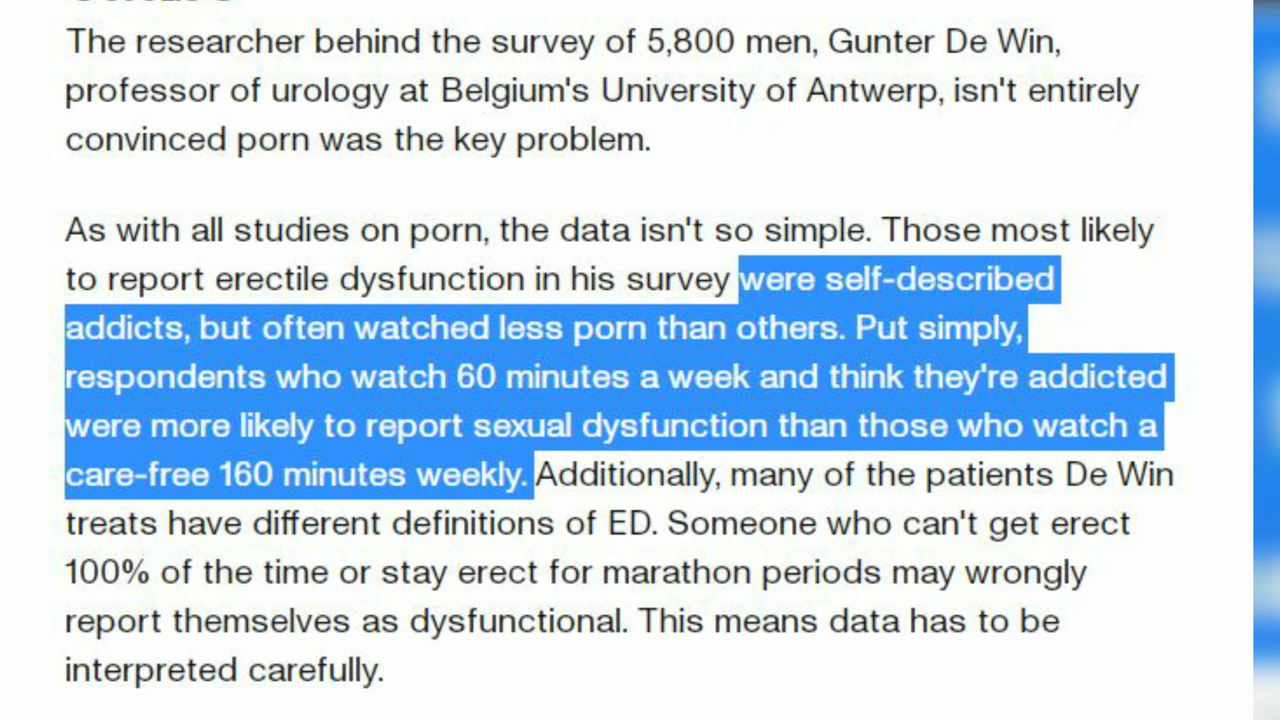 The researcher behind the survey of 5,800 men, Gunter De Win,
professor of urology at Belgium's University of Antwerp, isn't entirely
convinced porn was the key problem.
As with all studies on porn, the data isn't so simple. Those most likely
to report erectile dysfunction in his survey were self-described
addicts, but often watched less porn than others. Put simply,
respondents who watch 60 minutes a week and think they're addicted
were more likely to report sexual dysfunction than those who watch a
care-free 160 minutes weekly. Additionally, many of the patients De Win
treats have different definitions of ED. Someone who can't get erect
100% of the time or stay erect for marathon periods may wrongly
report themselves as dysfunctional. This means data has to be
interpreted carefully.